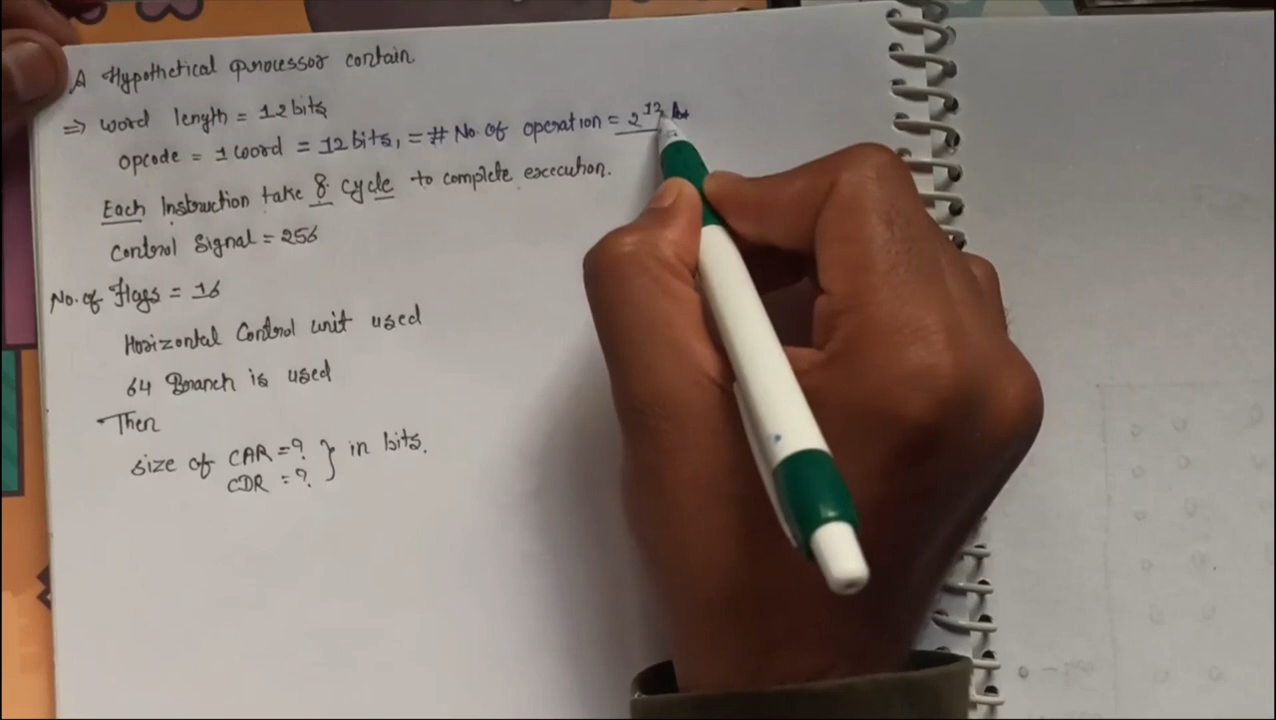 A Hypothetical processor contain
⇒ word length = 12 bits
opcode = 1 word = 12 bits, = # No. of operation = 2^12
Each Instruction take 8 cycle to complete execution.
Control Signal = 256
No. of Flags = 16
Horizontal Control unit used
64 Branch is used
Then
size of CAR = ? } in bits.
CDR = ?